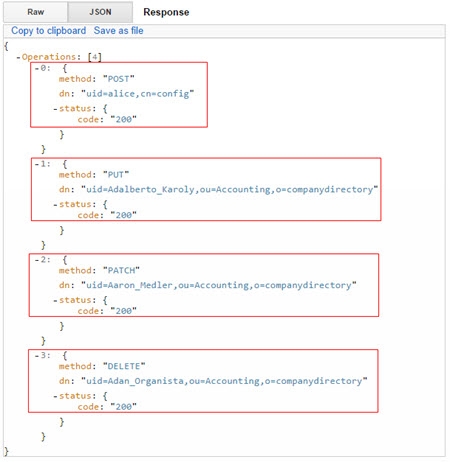 Raw JSON Response
Copy to clipboard Save as file
{
-Operations: [4]
-0: {
method: "POST"
dn: "uid=alice,cn=config"
-status: {
code: "200"
}
}
-1: {
method: "PUT"
dn: "uid=Adalberto_Karoly,ou=Accounting,o=companydirectory"
-status: {
code: "200"
}
}
-2: {
method: "PATCH"
dn: "uid=Aaron_Medler,ou=Accounting,o=companydirectory"
-status: {
code: "200"
}
}
-3: {
method: "DELETE"
dn: "uid=Adan_Organista,ou=Accounting,o=companydirectory"
-status: {
code: "200"
}
}
}